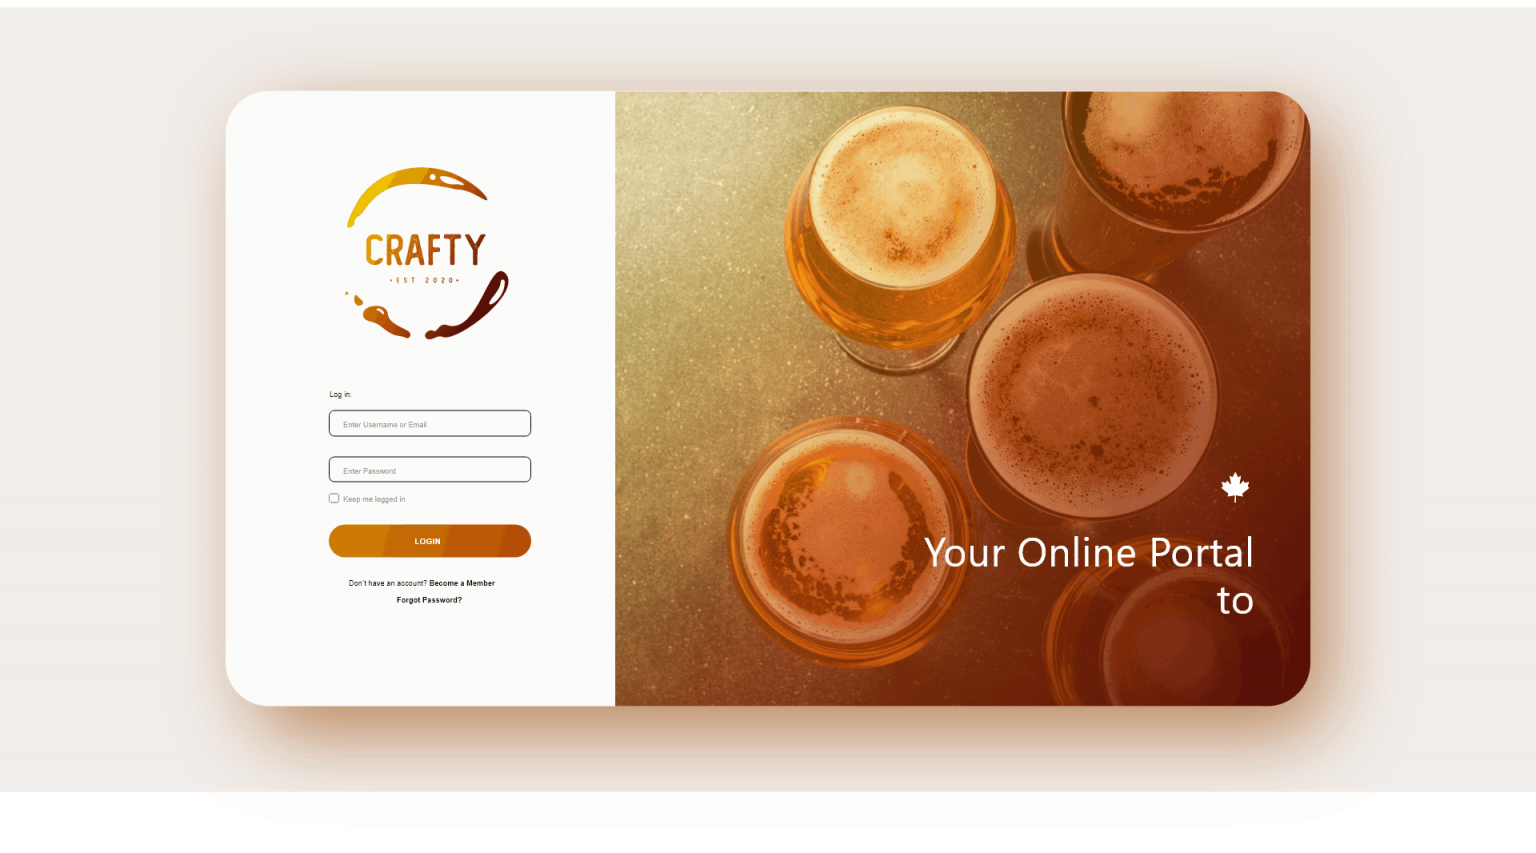 CRAFTY
•EST 2020•
Log in:
Enter Username or Email
Enter Password
Keep me logged in
LOGIN
Don't have an account? Become a Member
Forgot Password?
Your Online Portal
to